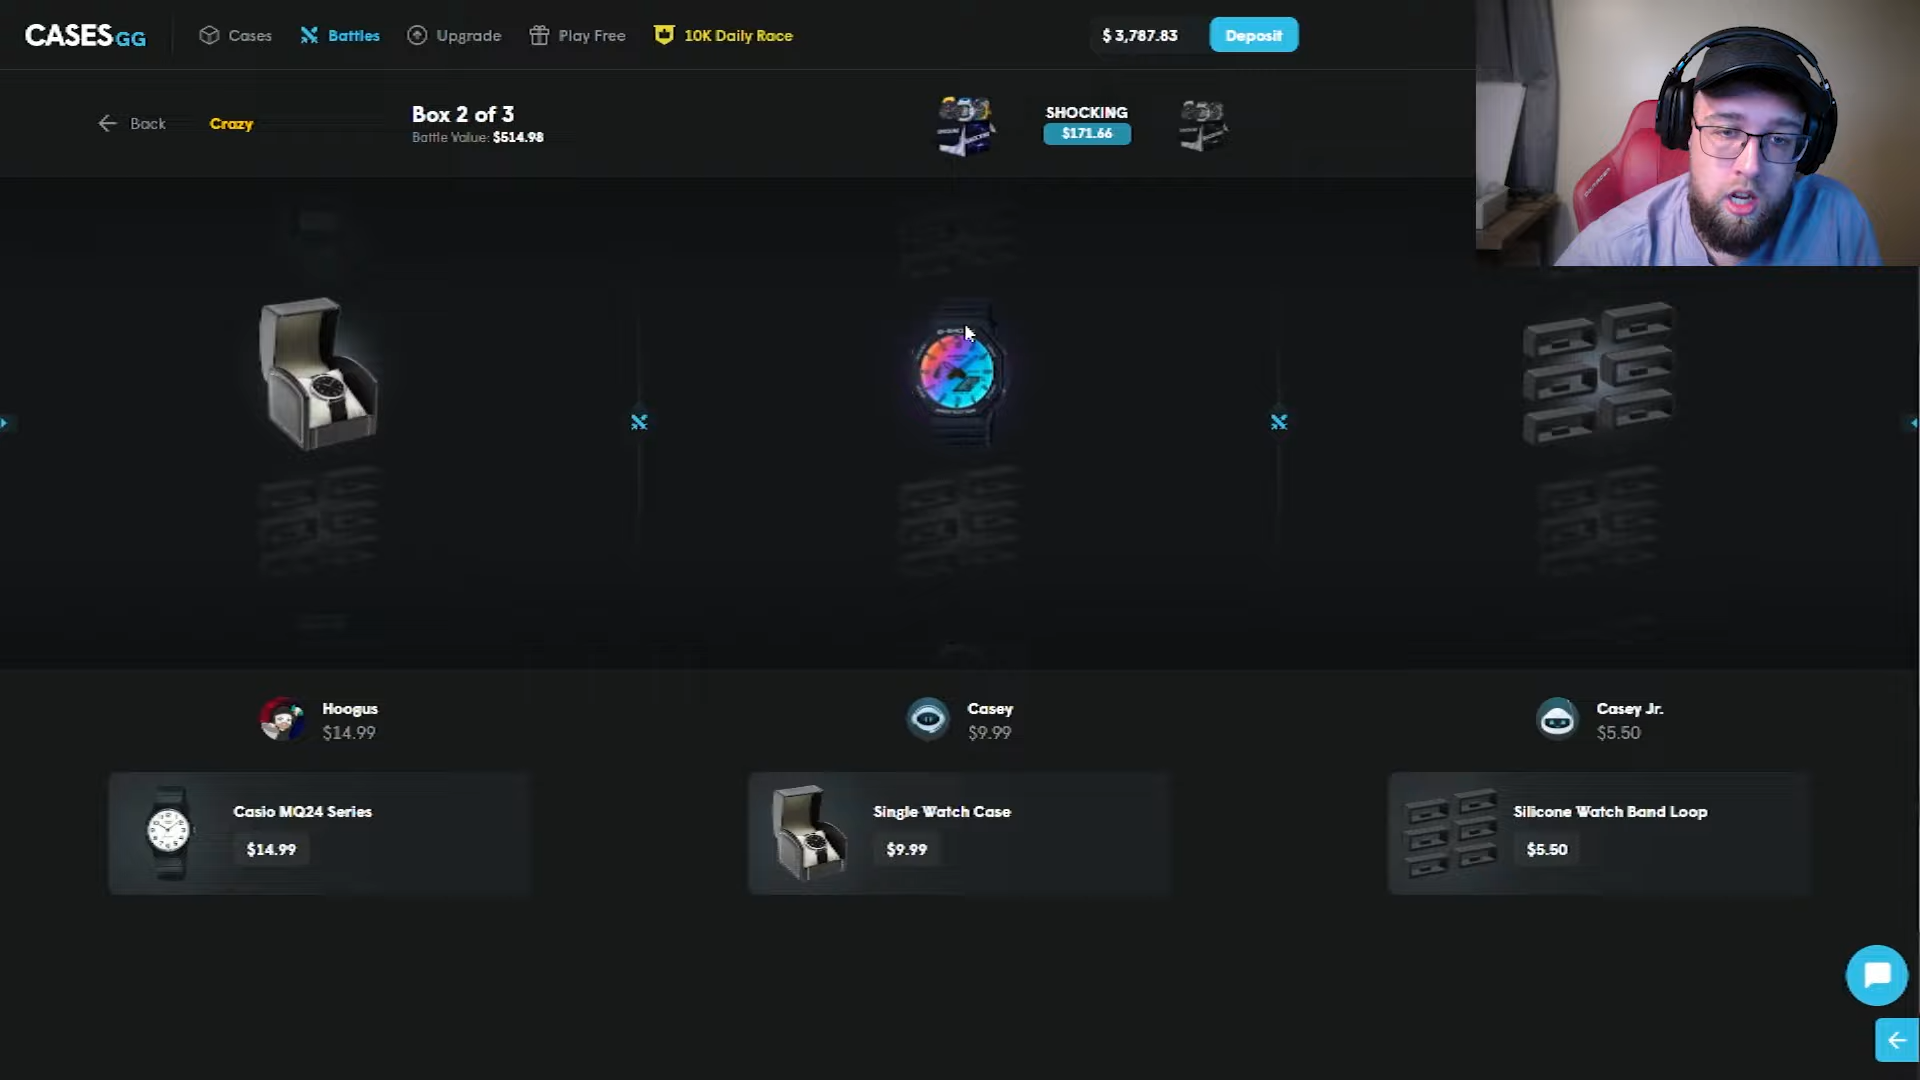 CASESGG
Cases
Battles
Upgrade
Play Free
10K Daily Race
$ 3,787.83
Deposit
Back
Crazy
Box 2 of 3
Battle Value: $514.98
SHOCKING
$171.66
Hoogus
$14.99
Casey
$9.99
Casey Jr.
$5.50
Casio MQ24 Series
$14.99
Single Watch Case
$9.99
Silicone Watch Band Loop
$5.50